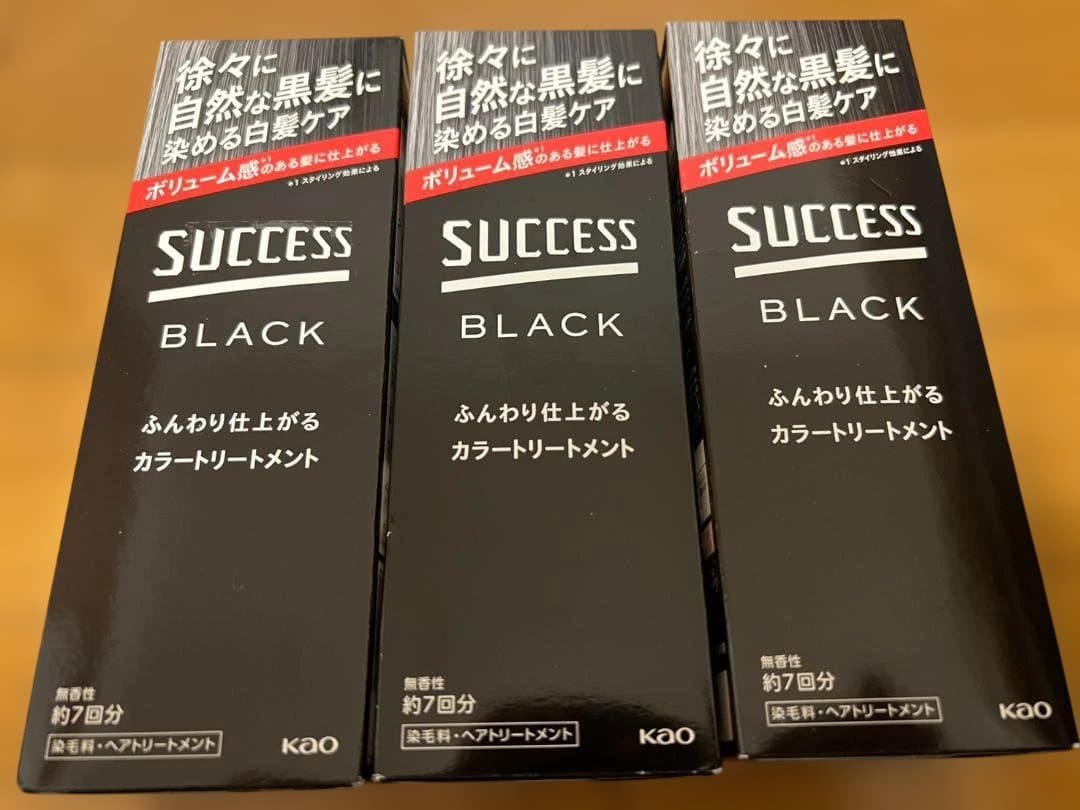 徐々に
自然な黒髪に
染める白髪ケア
ボリューム感※1のある髪に仕上がる
※1 スタイリング効果による
SUCCESS
BLACK
ふんわり仕上がる
カラートリートメント
無香性
約7回分
染毛料・ヘアトリートメント
Kao
徐々に
自然な黒髪に
染める白髪ケア
ボリューム感※1のある髪に仕上がる
※1 スタイリング効果による
SUCCESS
BLACK
ふんわり仕上がる
カラートリートメント
無香性
約7回分
染毛料・ヘアトリートメント
Kao
徐々に
自然な黒髪に
染める白髪ケア
ボリューム感※1のある髪に仕上がる
※1 スタイリング効果による
SUCCESS
BLACK
ふんわり仕上がる
カラートリートメント
無香性
約7回分
染毛料・ヘアトリートメント
Kao